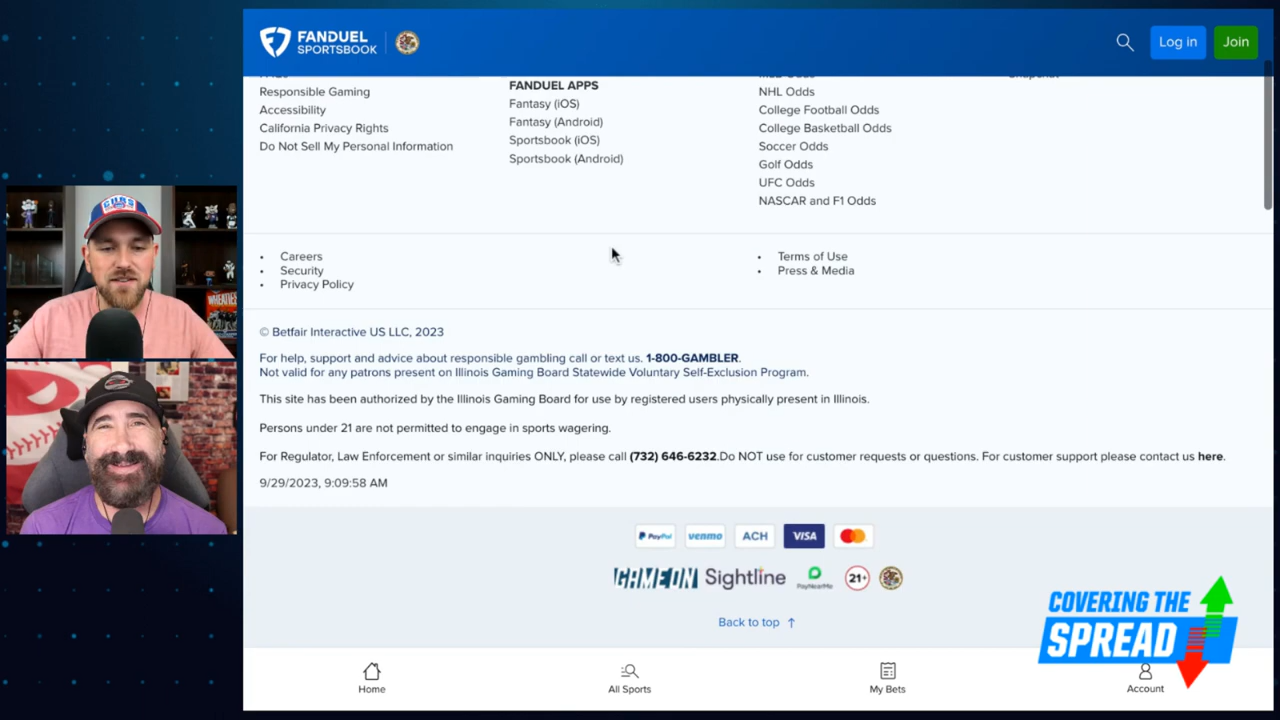 FANDUEL
SPORTSBOOK
Log in
Join
Responsible Gaming
Accessibility
California Privacy Rights
Do Not Sell My Personal Information
FANDUEL APPS
Fantasy (iOS)
Fantasy (Android)
Sportsbook (iOS)
Sportsbook (Android)
NHL Odds
College Football Odds
College Basketball Odds
Soccer Odds
Golf Odds
UFC Odds
NASCAR and F1 Odds
• Careers
• Security
• Privacy Policy
• Terms of Use
• Press & Media
© Betfair Interactive US LLC, 2023
For help, support and advice about responsible gambling call or text us. 1-800-GAMBLER.
Not valid for any patrons present on Illinois Gaming Board Statewide Voluntary Self-Exclusion Program.
This site has been authorized by the Illinois Gaming Board for use by registered users physically present in Illinois.
Persons under 21 are not permitted to engage in sports wagering.
For Regulator, Law Enforcement or similar inquiries ONLY, please call (732) 646-6232.Do NOT use for customer requests or questions. For customer support please contact us here.
9/29/2023, 9:09:58 AM
PayPal venmo ACH VISA
GAMEON Sightline PayNearMe 21+
Back to top ↑
Home
All Sports
My Bets
Account
COVERING THE
SPREAD
CUBS
WHEATIES